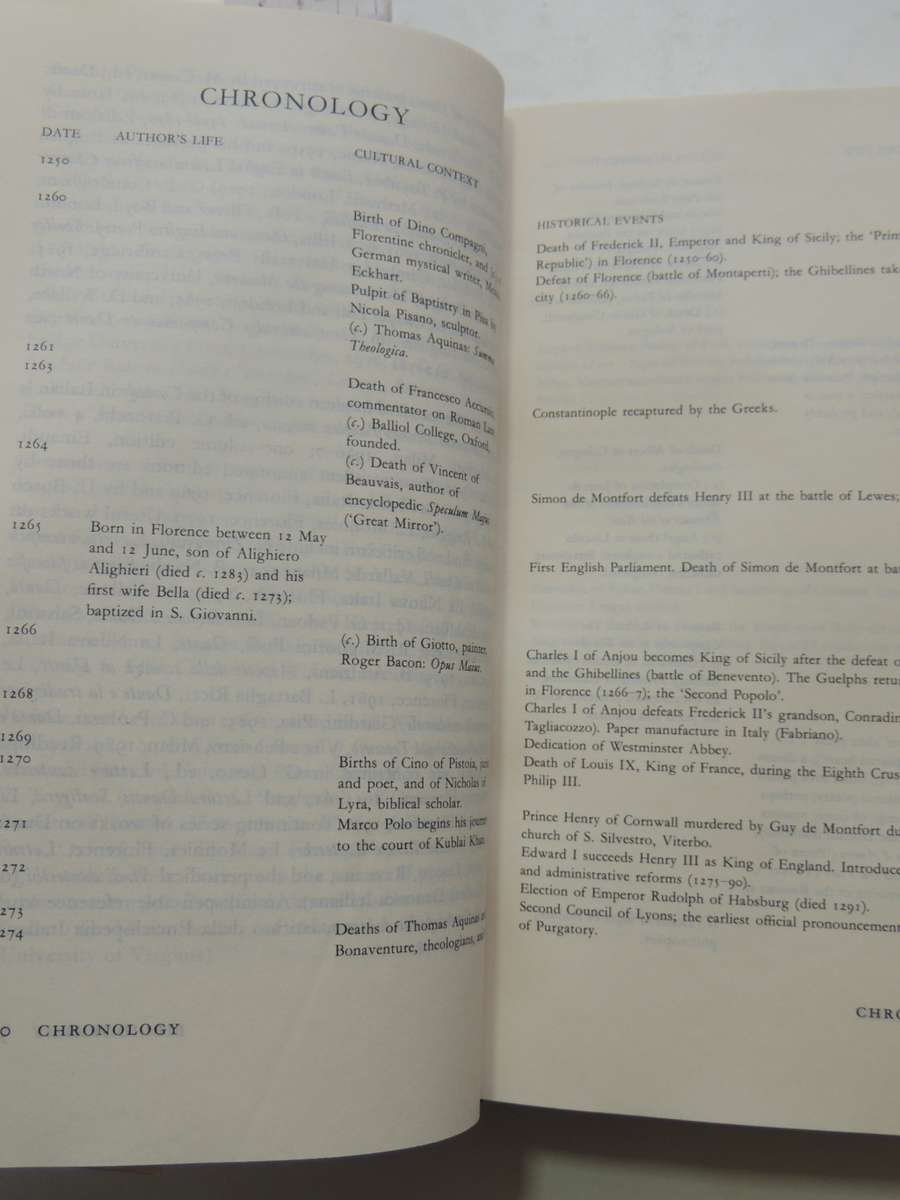 CHRONOLOGY
DATE AUTHOR'S LIFE CULTURAL CONTEXT
1250
1260
Birth of Dino Compagni,
Florentine chronicler, and
German mystical writer,
Eckhart.
Pulpit of Baptistry in Pisa by
Nicola Pisano, sculptor.
(c.) Thomas Aquinas: Summa
Theologica.
1261
1263
Death of Francesco
commentator on Roman Law
(c.) Balliol College, Oxford,
founded.
1264
(c.) Death of Vincent of
Beauvais, author of
encyclopedic Speculum
('Great Mirror').
1265 Born in Florence between 12 May
and 12 June, son of Alighiero
Alighieri (died c. 1283) and his
first wife Bella (died c. 1273);
baptized in S. Giovanni.
1266
(c.) Birth of Giotto, painter.
Roger Bacon: Opus Maius.
1268
1269
1270
Births of Cino of Pistoia,
and poet, and of Nicholas of
Lyra, biblical scholar.
271
Marco Polo begins his journey
to the court of Kublai Khan.
272
273
274
Deaths of Thomas Aquinas
Bonaventure, theologians,
0 CHRONOLOGY
HISTORICAL EVENTS
Death of Frederick II, Emperor and King of Sicily; the 'Prim
Republic') in Florence (1250–60).
Defeat of Florence (battle of Montaperti); the Ghibellines tak
city (1260–66).
Constantinople recaptured by the Greeks.
Simon de Montfort defeats Henry III at the battle of Lewes;
First English Parliament. Death of Simon de Montfort at bat
Charles I of Anjou becomes King of Sicily after the defeat o
and the Ghibellines (battle of Benevento). The Guelphs retu
in Florence (1266–7); the 'Second Popolo'.
Charles I of Anjou defeats Frederick II's grandson, Conradin
Tagliacozzo). Paper manufacture in Italy (Fabriano).
Dedication of Westminster Abbey.
Death of Louis IX, King of France, during the Eighth Crus
Philip III.
Prince Henry of Cornwall murdered by Guy de Montfort du
church of S. Silvestro, Viterbo.
Edward I succeeds Henry III as King of England. Introduce
and administrative reforms (1275–90).
Election of Emperor Rudolph of Habsburg (died 1291).
Second Council of Lyons; the earliest official pronouncement
of Purgatory.
CHRO